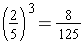 (2/5)³ = 8/125